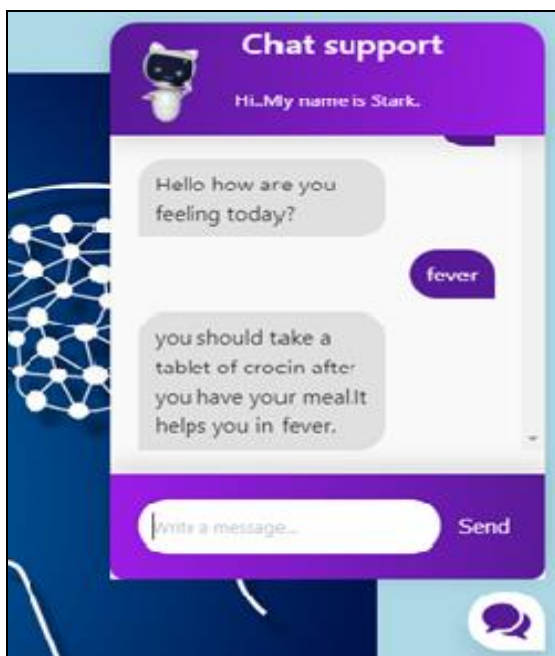 Chat support
Hi..My name is Stark.
Hello how are you
feeling today?
fever
you should take a
tablet of crocin after
you have your meal.It
helps you in fever.
Write a message...
Send